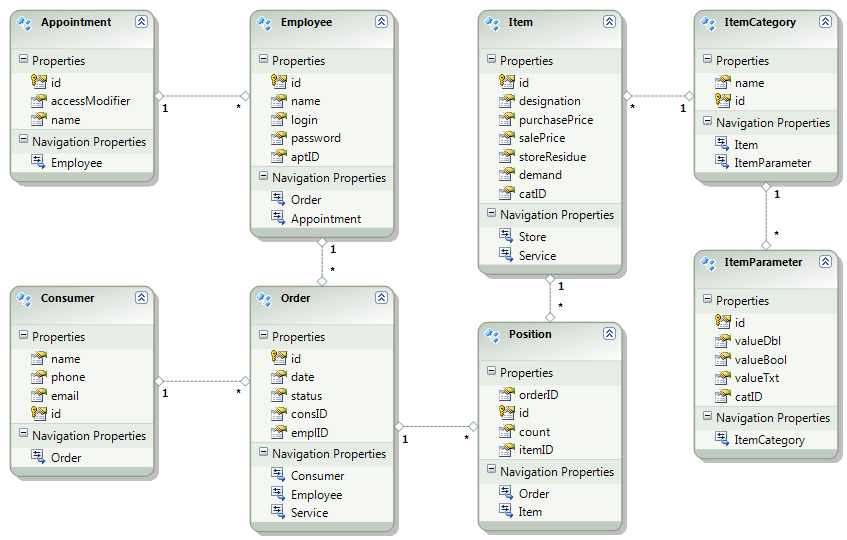 Appointment
Properties
id
accessModifier
name
Navigation Properties
Employee
1
*
Employee
Properties
id
name
login
password
aptID
Navigation Properties
Order
Appointment
1
*
Item
Properties
id
designation
purchasePrice
salePrice
storeResidue
demand
catID
Navigation Properties
Store
Service
*
1
1
*
ItemCategory
Properties
name
id
Navigation Properties
Item
ItemParameter
1
*
Consumer
Properties
name
phone
email
id
Navigation Properties
Order
1
*
Order
Properties
id
date
status
consID
emplID
Navigation Properties
Consumer
Employee
Service
1
*
Position
Properties
orderID
id
count
itemID
Navigation Properties
Order
Item
ItemParameter
Properties
id
valueDbl
valueBool
valueTxt
catID
Navigation Properties
ItemCategory